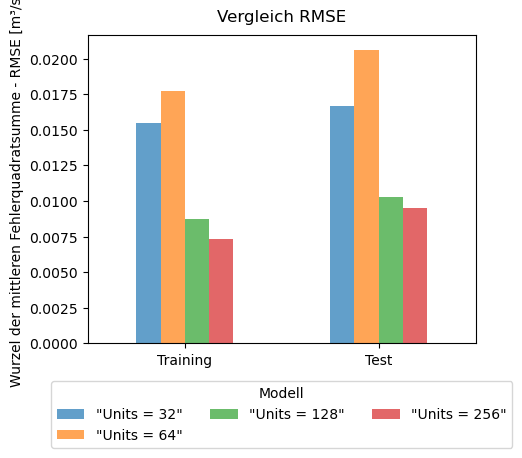 Vergleich RMSE
Wurzel der mittleren Fehlerquadratsumme - RMSE [m³/s
0.0200
0.0175
0.0150
0.0125
0.0100
0.0075
0.0050
0.0025
0.0000
Training Test
Modell
"Units = 32" "Units = 128" "Units = 256"
"Units = 64"